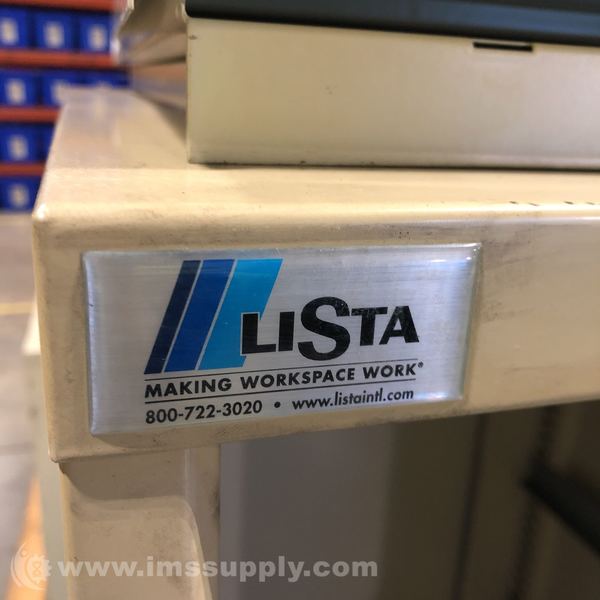 LISTA
MAKING WORKSPACE WORK®
800-722-3020 • www.listaintl.com
www.imssupply.com